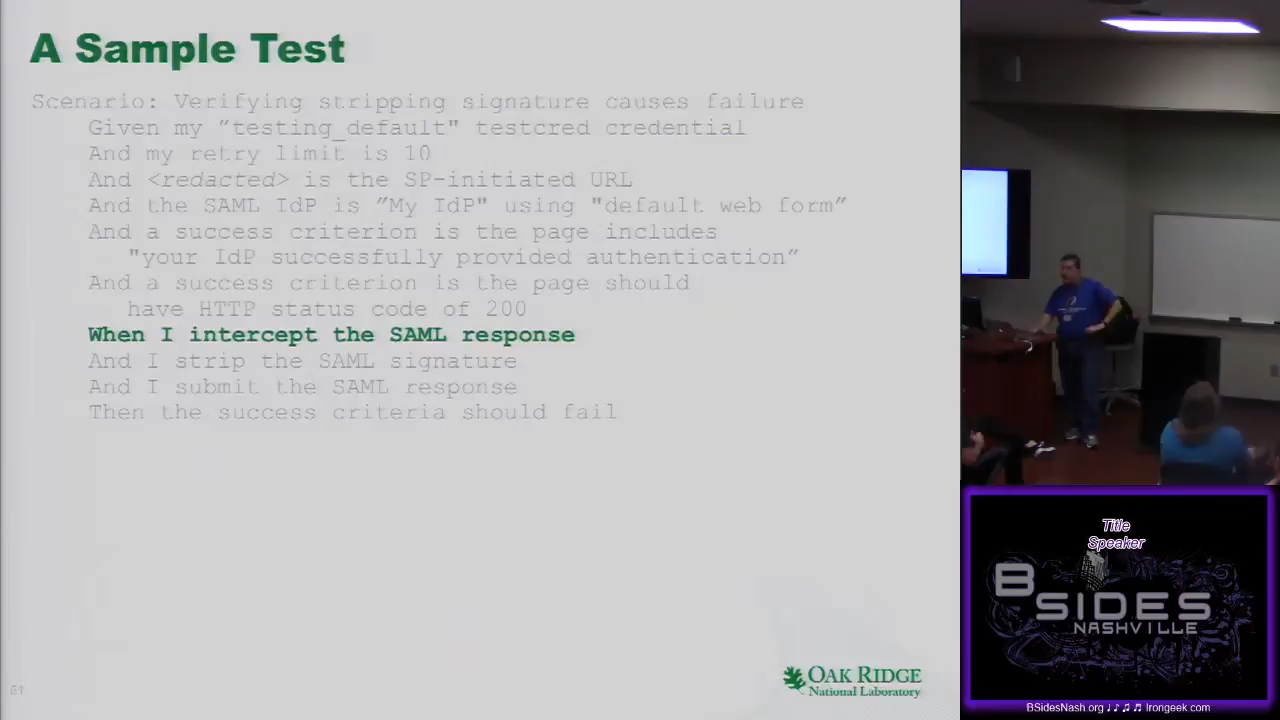 A Sample Test
Scenario: Verifying stripping signature causes failure
Given my ”testing_default" testcred credential
And my retry limit is 10
And <redacted> is the SP-initiated URL
And the SAML IdP is ”My IdP" using "default web form”
And a success criterion is the page includes
"your IdP successfully provided authentication”
And a success criterion is the page should
have HTTP status code of 200
When I intercept the SAML response
And I strip the SAML signature
And I submit the SAML response
Then the success criteria should fail
61
OAK RIDGE
National Laboratory
Title
Speaker
BSIDES
NASHVILLE
BSidesNash.org ♩♪♫♬ Irongeek.com